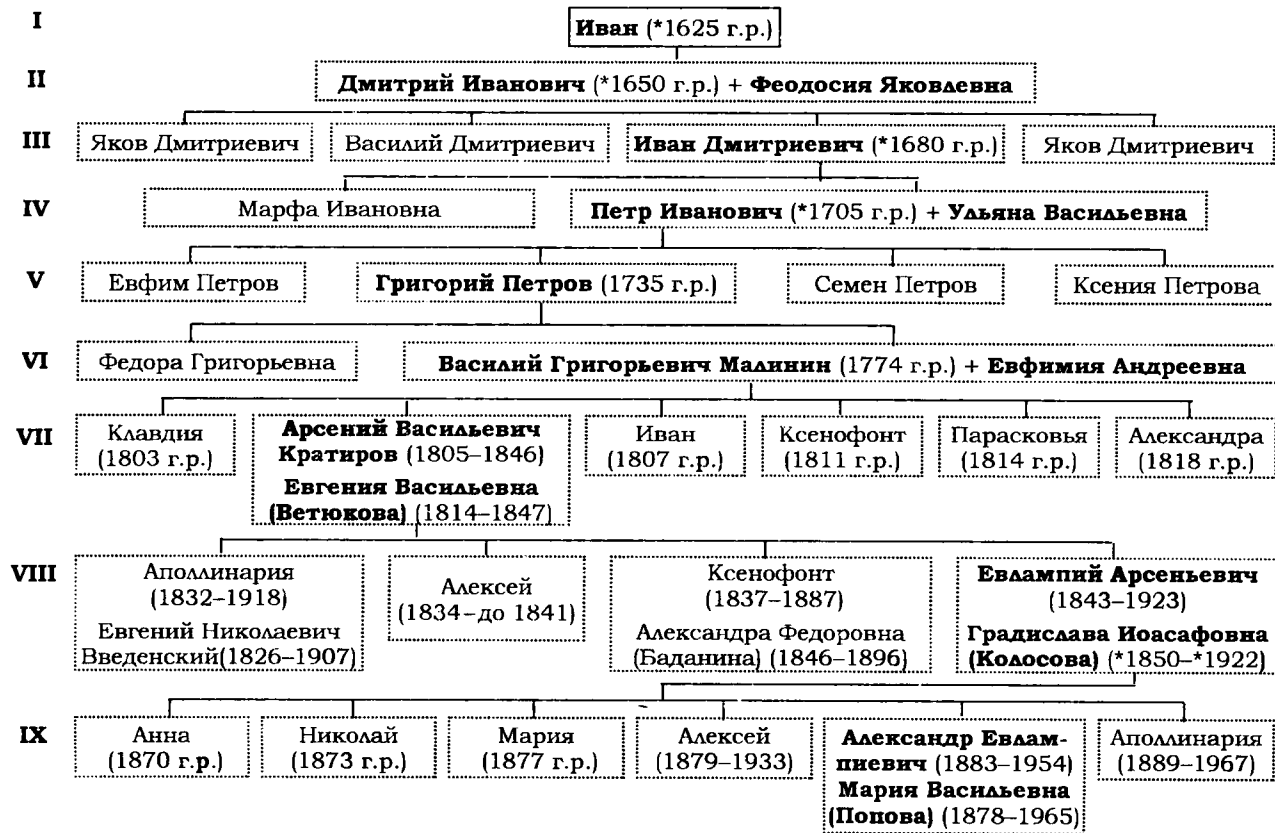 I
Иван (*1625 г.р.)
II
Дмитрий Иванович (*1650 г.р.) + Феодосия Яковлевна
III
Яков Дмитриевич
Василий Дмитриевич
Иван Дмитриевич (*1680 г.р.)
Яков Дмитриевич
IV
Марфа Ивановна
Петр Иванович (*1705 г.р.) + Ульяна Васильевна
V
Евфим Петров
Григорий Петров (1735 г.р.)
Семен Петров
Ксения Петрова
VI
Федора Григорьевна
Василий Григорьевич Малинин (1774 г.р.) + Евфимия Андреевна
VII
Клавдия
(1803 г.р.)
Арсений Васильевич
Кратиров (1805–1846)
Евгения Васильевна
(Ветюкова) (1814–1847)
Иван
(1807 г.р.)
Ксенофонт
(1811 г.р.)
Парасковья
(1814 г.р.)
Александра
(1818 г.р.)
VIII
Аполлинария
(1832–1918)
Евгений Николаевич
Введенский(1826–1907)
Алексей
(1834–до 1841)
Ксенофонт
(1837–1887)
Александра Федоровна
(Баданина) (1846–1896)
Евлампий Арсеньевич
(1843–1923)
Градислава Иоасафовна
(Колосова) (*1850–*1922)
IX
Анна
(1870 г.р.)
Николай
(1873 г.р.)
Мария
(1877 г.р.)
Алексей
(1879–1933)
Александр Евлам-
пиевич (1883–1954)
Мария Васильевна
(Попова) (1878–1965)
Аполлинария
(1889–1967)